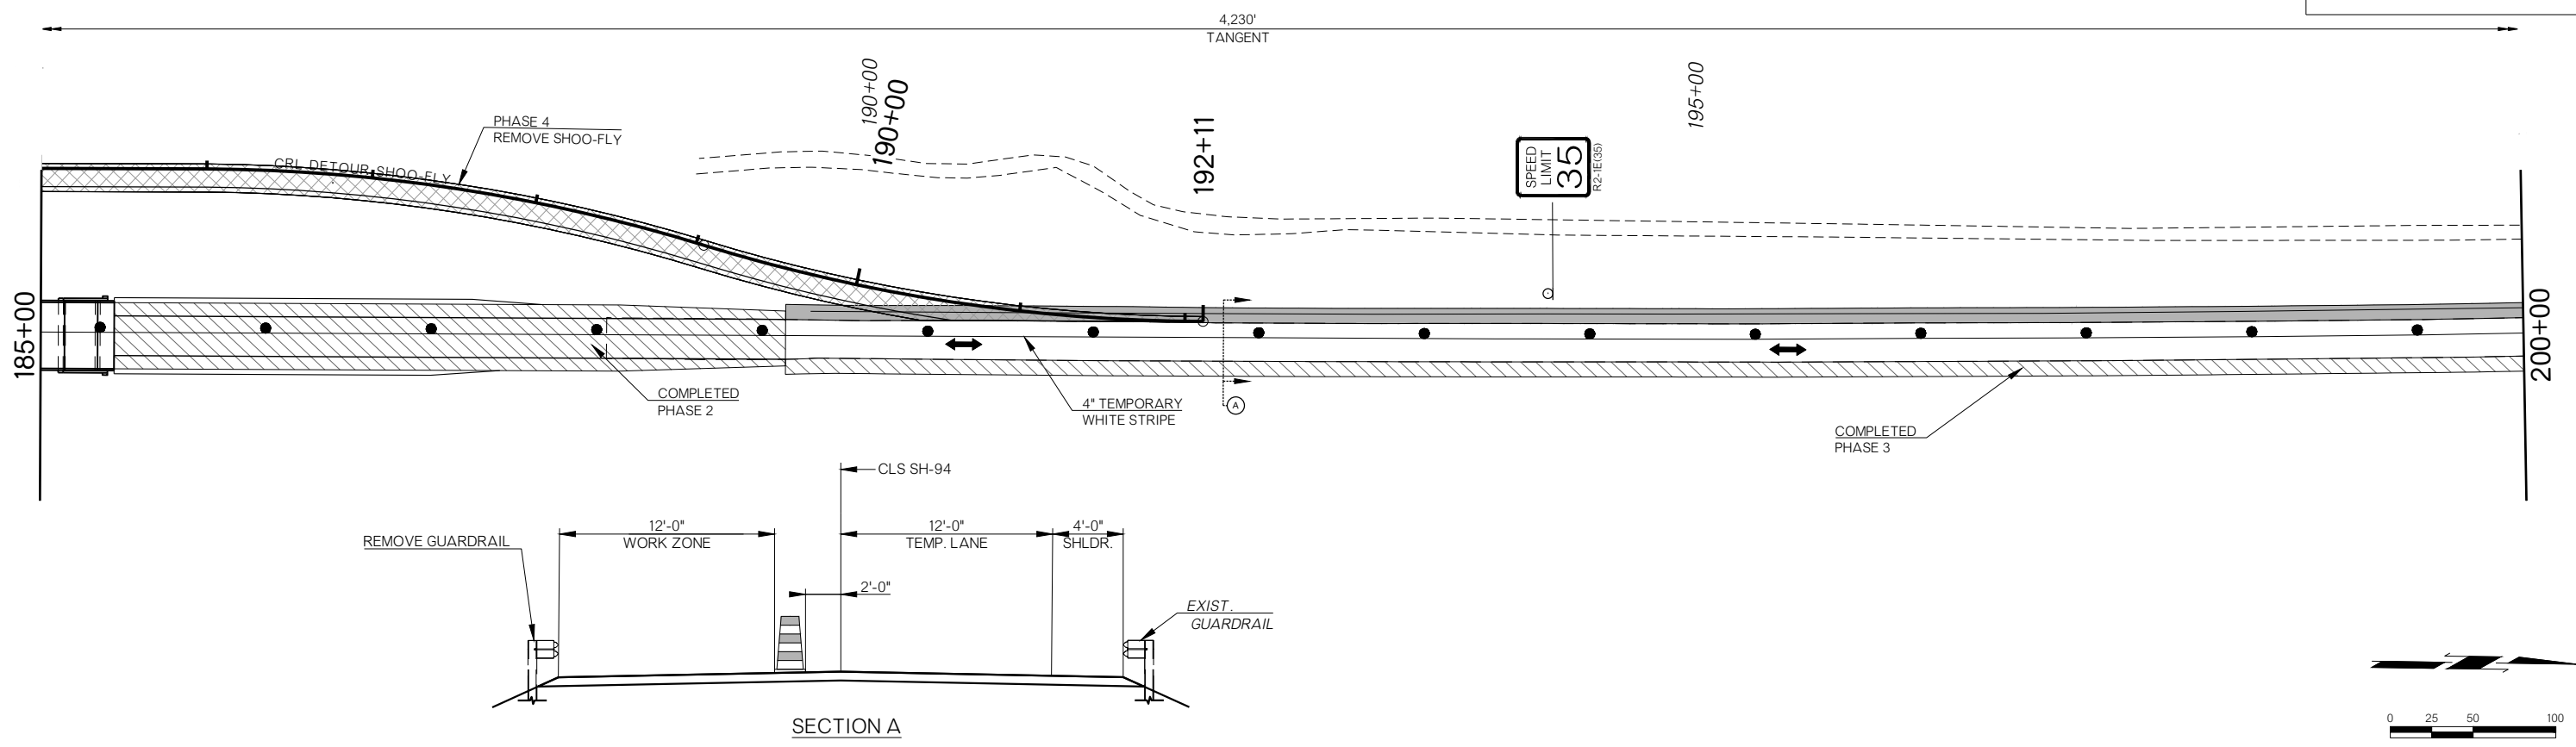 4,230'
TANGENT
190+00
190+00
195+00
192+11
PHASE 4
REMOVE SHOO-FLY
CRL DETOUR SHOO-FLY
SPEED
LIMIT
35
R2-1E(35)
185+00
200+00
COMPLETED
PHASE 2
4" TEMPORARY
WHITE STRIPE
A
COMPLETED
PHASE 3
CLS SH-94
REMOVE GUARDRAIL
12'-0"
WORK ZONE
12'-0"
TEMP. LANE
4'-0"
SHLDR.
2'-0"
EXIST.
GUARDRAIL
SECTION A
0 25 50 100